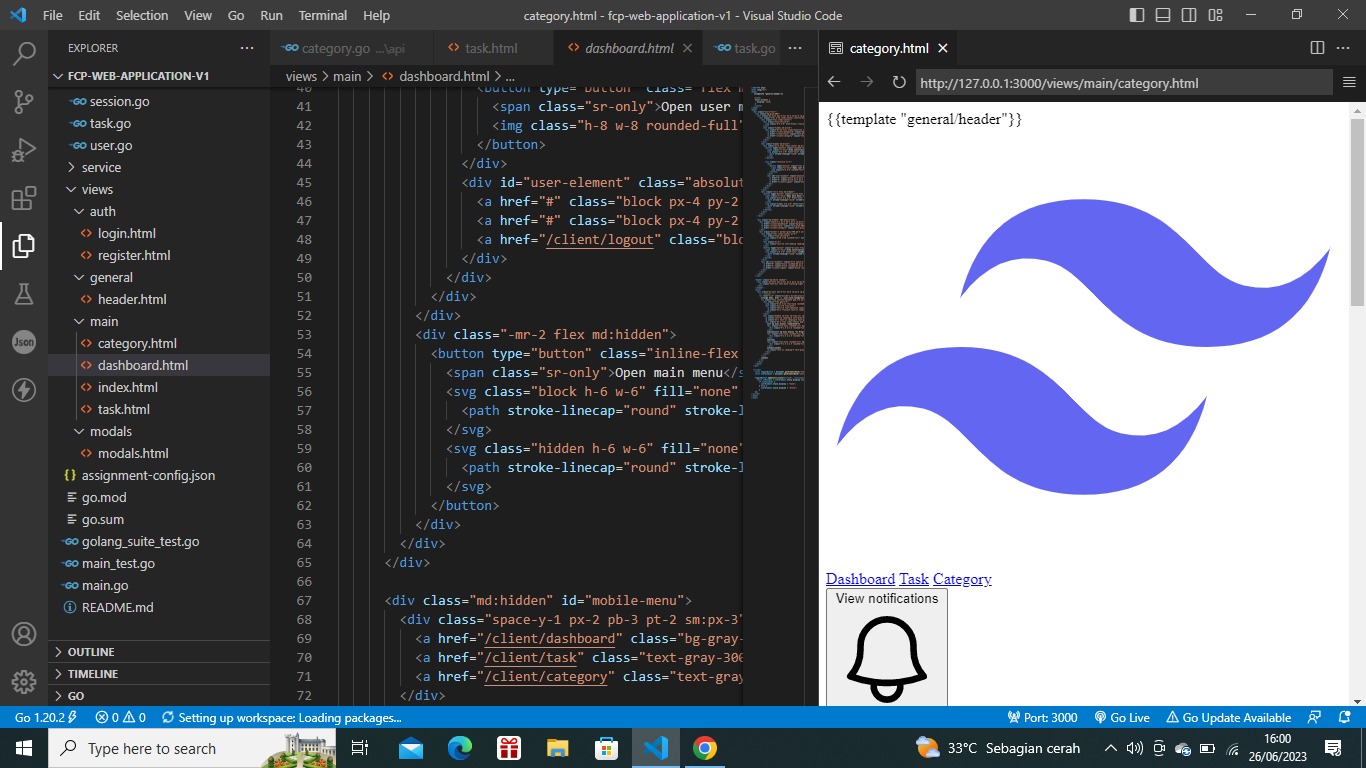 File Edit Selection View Go Run Terminal Help
category.html - fcp-web-application-v1 - Visual Studio Code
EXPLORER
FCP-WEB-APPLICATION-V1
session.go
task.go
user.go
service
views
auth
login.html
register.html
general
header.html
main
category.html
dashboard.html
index.html
task.html
modals
modals.html
assignment-config.json
go.mod
go.sum
golang_suite_test.go
main_test.go
main.go
README.md
OUTLINE
TIMELINE
GO
category.go ...\api
task.html
dashboard.html
task.go
views > main > dashboard.html > ...
40 <button type="button" class="flex m
41 <span class="sr-only">Open user m
42 <img class="h-8 w-8 rounded-full"
43 </button>
44 </div>
45 <div id="user-element" class="absolut
46 <a href="#" class="block px-4 py-2
47 <a href="#" class="block px-4 py-2
48 <a href="/client/logout" class="blo
49 </div>
50 </div>
51 </div>
52 </div>
53 <div class="-mr-2 flex md:hidden">
54 <button type="button" class="inline-flex
55 <span class="sr-only">Open main menu</s
56 <svg class="block h-6 w-6" fill="none"
57 <path stroke-linecap="round" stroke-l
58 </svg>
59 <svg class="hidden h-6 w-6" fill="none"
60 <path stroke-linecap="round" stroke-l
61 </svg>
62 </button>
63 </div>
64 </div>
65 </div>
66
67 <div class="md:hidden" id="mobile-menu">
68 <div class="space-y-1 px-2 pb-3 pt-2 sm:px-3"
69 <a href="/client/dashboard" class="bg-gray-
70 <a href="/client/task" class="text-gray-300
71 <a href="/client/category" class="text-gray
72 </div>
category.html
http://127.0.0.1:3000/views/main/category.html
{{template "general/header"}}
Dashboard Task Category
View notifications
Json
Go 1.20.2
0 0
Setting up workspace: Loading packages...
Port: 3000
Go Live
Go Update Available
Type here to search
33°C Sebagian cerah
16:00
26/06/2023